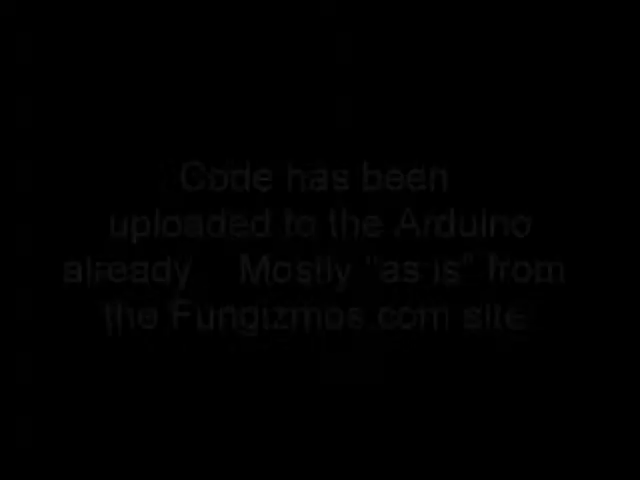 Code has been
uploaded to the Arduino
already. Mostly "as is" from
the Fungizmos.com site